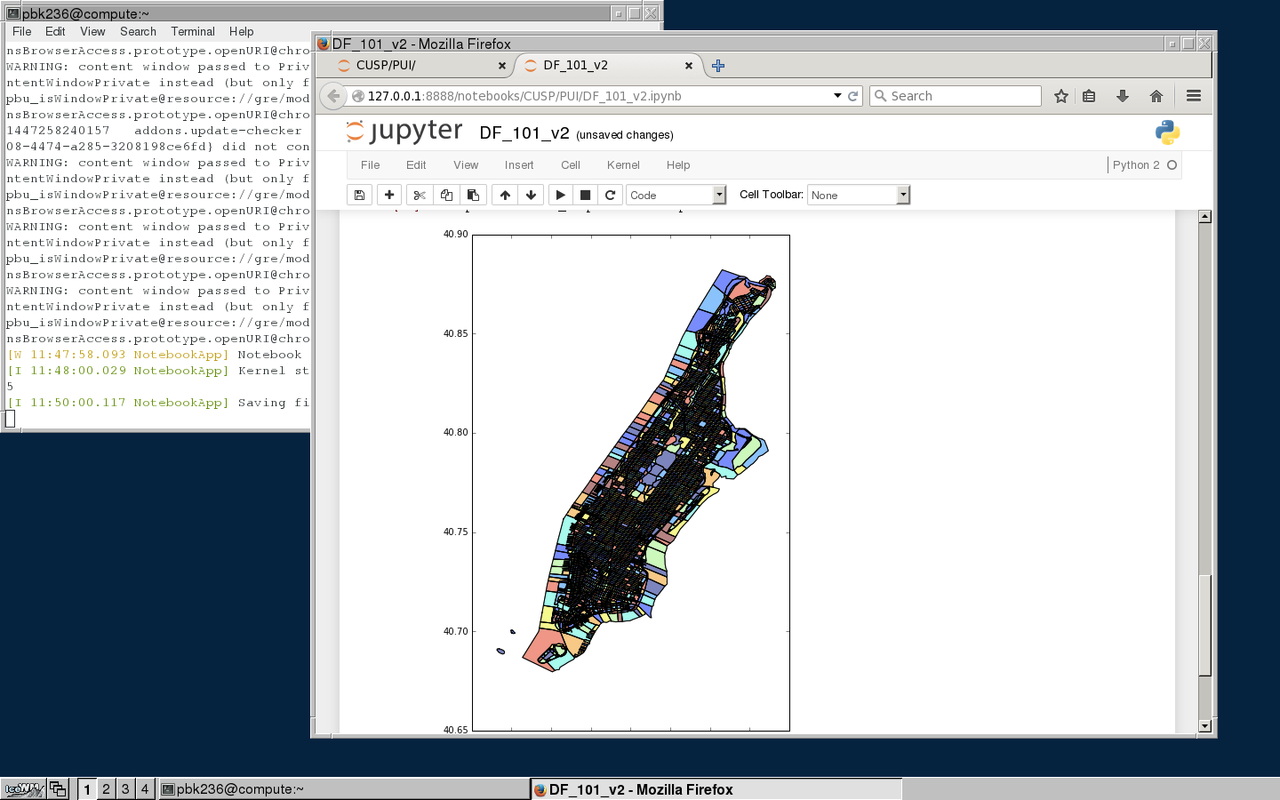 pbk236@compute:~
File Edit View Search Terminal Help
nsBrowserAccess.prototype.openURI@chro
WARNING: content window passed to Priv
ntentWindowPrivate instead (but only f
pbu_isWindowPrivate@resource://gre/mod
nsBrowserAccess.prototype.openURI@chro
1447258240157 addons.update-checker
08-4474-a285-3208198ce6fd} did not con
WARNING: content window passed to Priv
ntentWindowPrivate instead (but only f
pbu_isWindowPrivate@resource://gre/mod
nsBrowserAccess.prototype.openURI@chro
WARNING: content window passed to Priv
ntentWindowPrivate instead (but only f
pbu_isWindowPrivate@resource://gre/mod
nsBrowserAccess.prototype.openURI@chro
WARNING: content window passed to Priv
ntentWindowPrivate instead (but only f
pbu_isWindowPrivate@resource://gre/mod
nsBrowserAccess.prototype.openURI@chro
[W 11:47:58.093 NotebookApp] Notebook
[I 11:48:00.029 NotebookApp] Kernel st
5
[I 11:50:00.117 NotebookApp] Saving fi
DF_101_v2 - Mozilla Firefox
CUSP/PUI/ DF_101_v2
127.0.0.1:8888/notebooks/CUSP/PUI/DF_101_v2.ipynb Search
jupyter DF_101_v2 (unsaved changes)
File Edit View Insert Cell Kernel Help Python 2
Code Cell Toolbar: None
40.90
40.85
40.80
40.75
40.70
40.65
1 2 3 4 pbk236@compute:~ DF_101_v2 - Mozilla Firefox